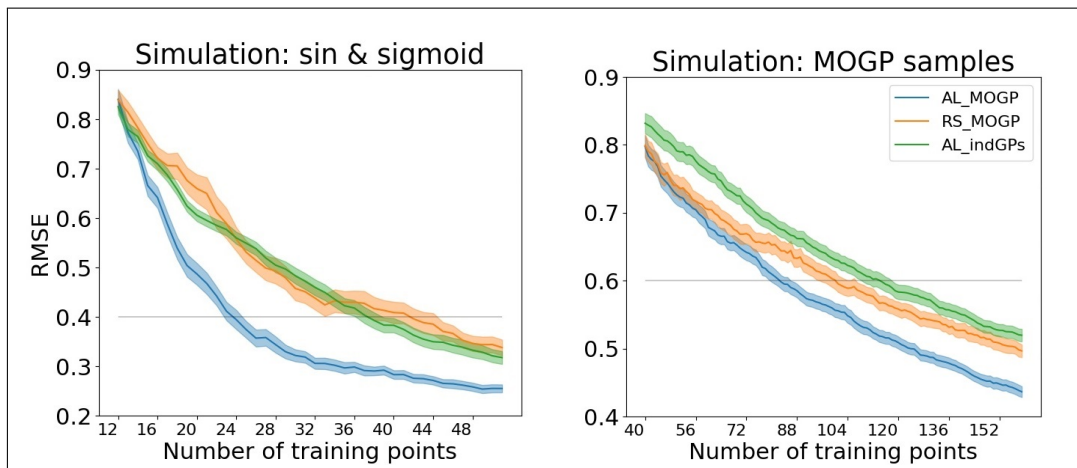 Simulation: sin & sigmoid
0.9
0.8
0.7
0.6
0.5
0.4
0.3
0.2
RMSE
12 16 20 24 28 32 36 40 44 48
Number of training points
Simulation: MOGP samples
0.9
0.8
0.7
0.6
0.5
0.4
AL_MOGP
RS_MOGP
AL_indGPs
40 56 72 88 104 120 136 152
Number of training points